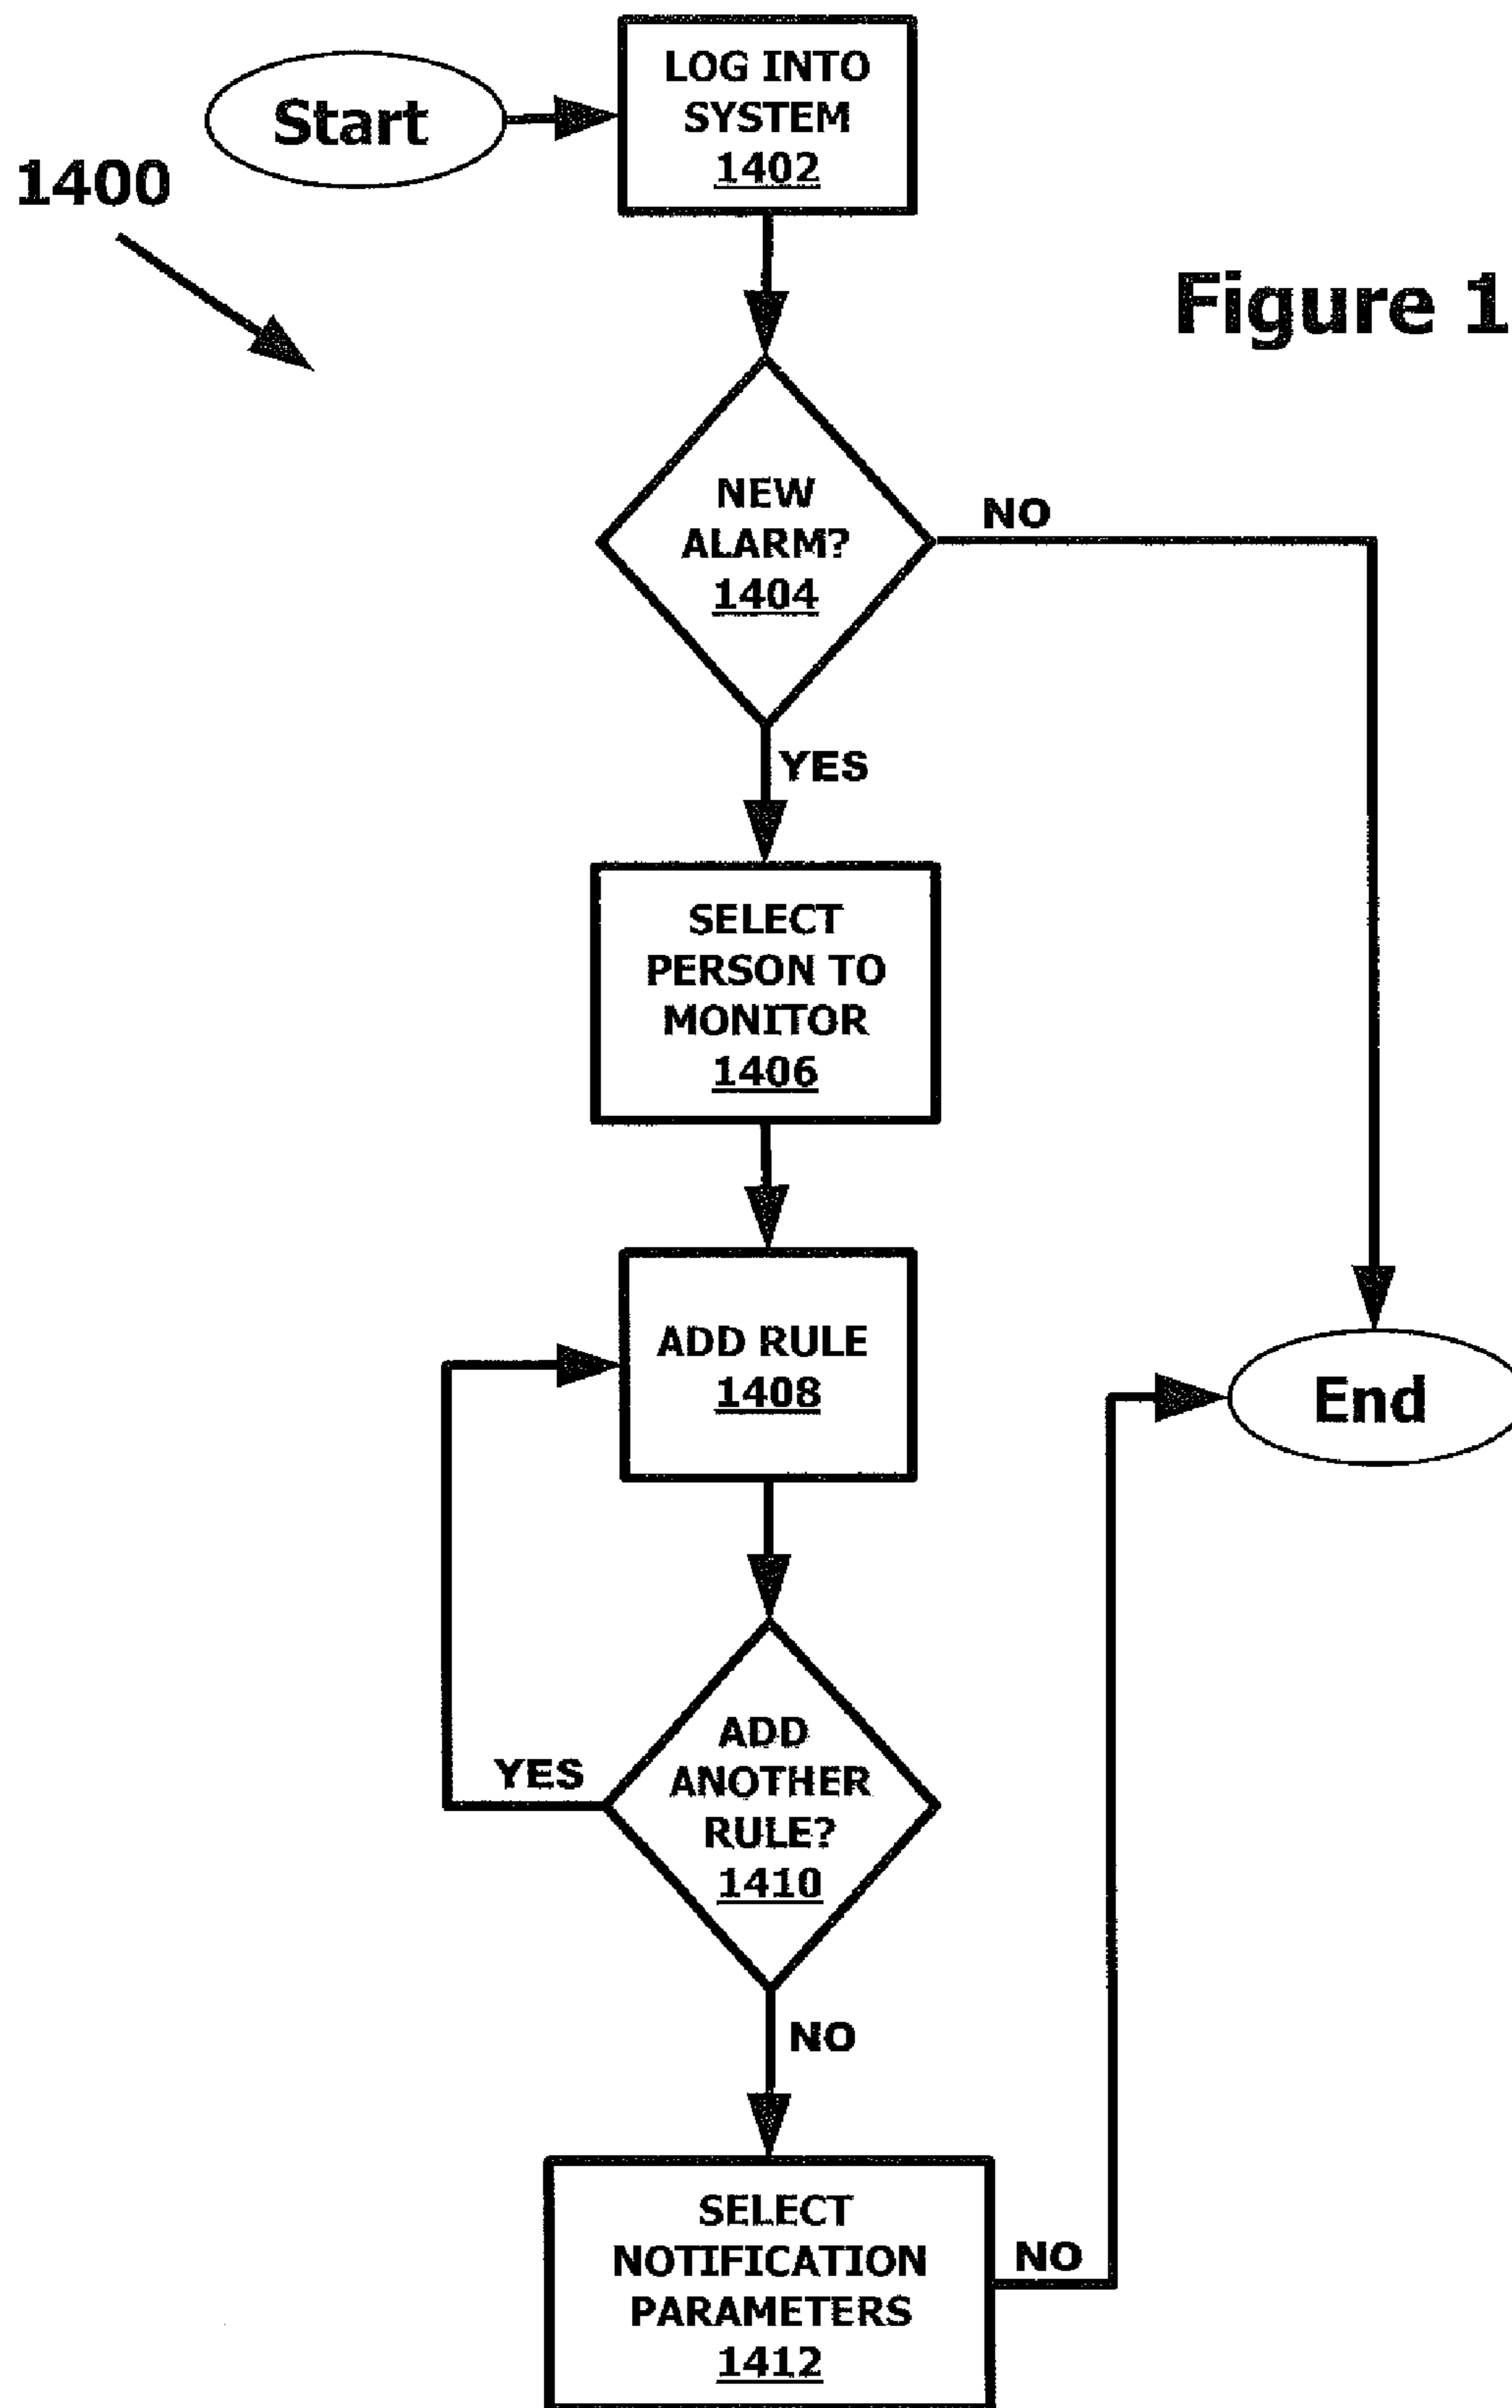 LOG INTO
SYSTEM
1402
Start
1400
Figure 1
NEW
ALARM?
1404
NO
YES
SELECT
PERSON TO
MONITOR
1406
ADD RULE
1408
End
ADD
ANOTHER
RULE?
1410
YES
NO
SELECT
NOTIFICATION
PARAMETERS
1412
NO